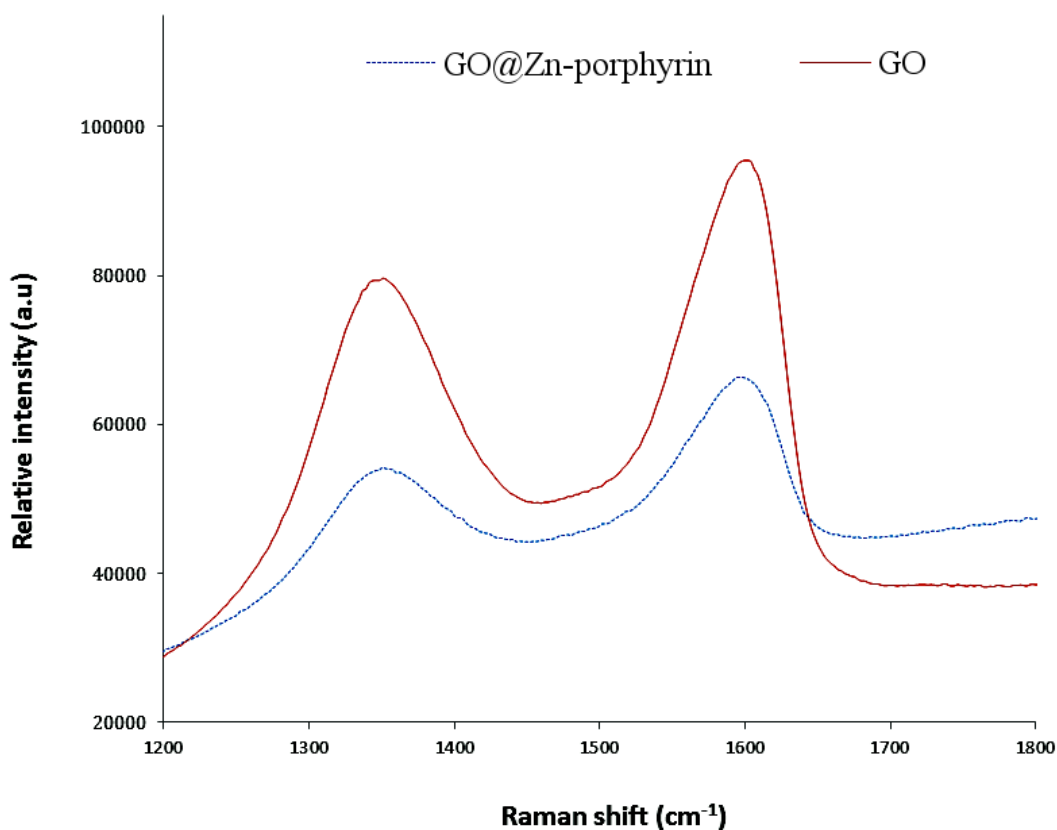 GO@Zn-porphyrin GO
100000
80000
60000
40000
20000
1200 1300 1400 1500 1600 1700 1800
Relative intensity (a.u)
Raman shift (cm⁻¹)